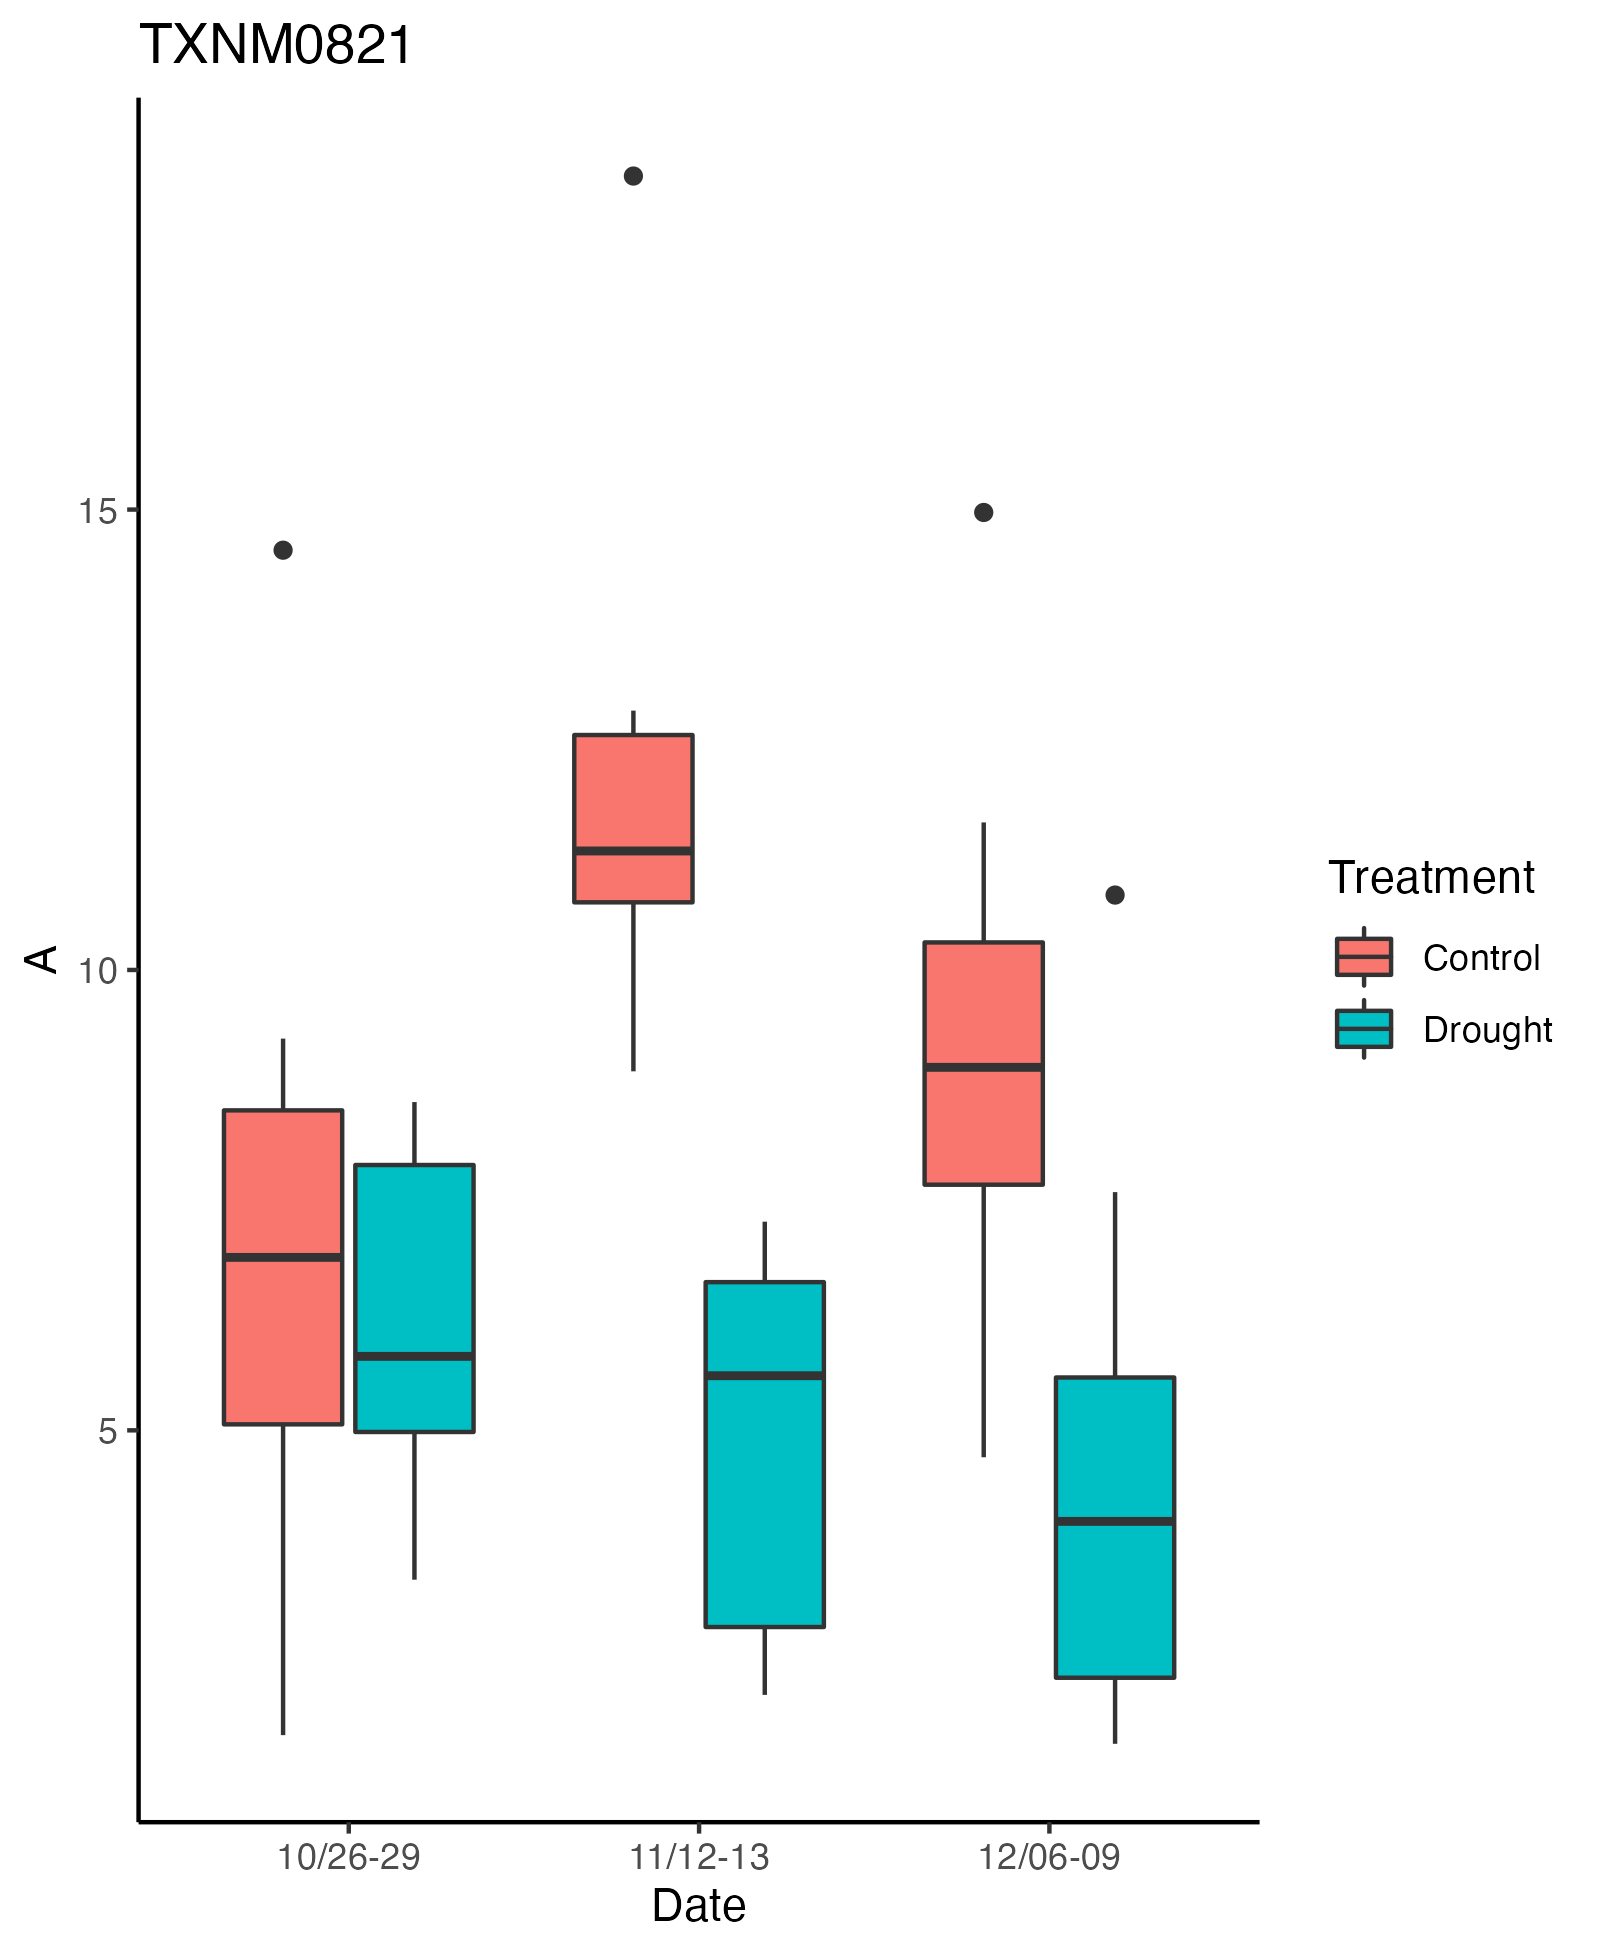 TXNM0821
15
10
5
A
10/26-29
11/12-13
12/06-09
Date
Treatment
Control
Drought